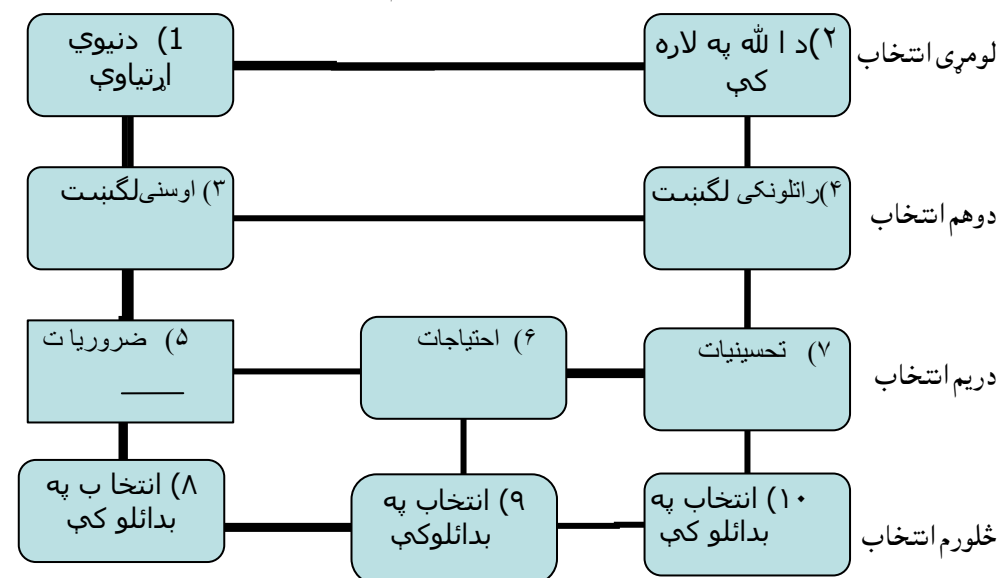 لومړی انتخاب
۲)د ا لله په لاره
کې
1) دنيوي
اړتياوې
دوهم انتخاب
۴)راتلونکی لګښت
۳) اوسنی لګښت
دريم انتخاب
۷) تحسينيات
۶) احتياجات
۵) ضروريا ت
څلورم انتخاب
۱۰) انتخاب په
بدائلو کې
۹) انتخاب په
بدائلوکې
۸) انتخا ب په
بدائلو کې